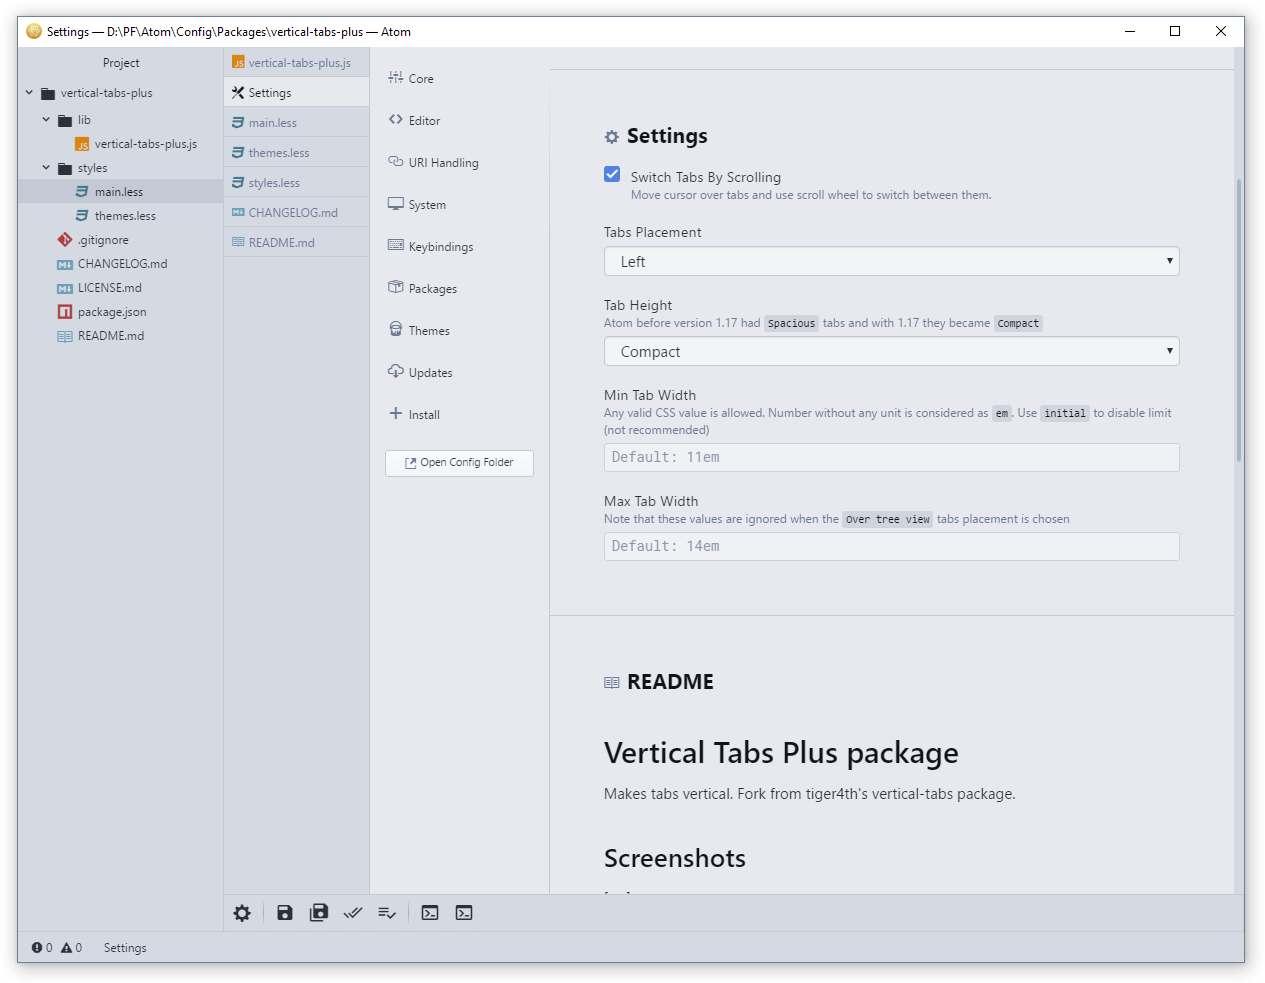 Settings — D:\PF\Atom\Config\Packages\vertical-tabs-plus — Atom
Project
vertical-tabs-plus
lib
vertical-tabs-plus.js
styles
main.less
themes.less
.gitignore
CHANGELOG.md
LICENSE.md
package.json
README.md
vertical-tabs-plus.js
Settings
main.less
themes.less
styles.less
CHANGELOG.md
README.md
Core
Editor
URI Handling
System
Keybindings
Packages
Themes
Updates
Install
Open Config Folder
Settings
Switch Tabs By Scrolling
Move cursor over tabs and use scroll wheel to switch between them.
Tabs Placement
Left
Tab Height
Atom before version 1.17 had Spacious tabs and with 1.17 they became Compact
Compact
Min Tab Width
Any valid CSS value is allowed. Number without any unit is considered as em. Use initial to disable limit
(not recommended)
Default: 11em
Max Tab Width
Note that these values are ignored when the Over tree view tabs placement is chosen
Default: 14em
README
Vertical Tabs Plus package
Makes tabs vertical. Fork from tiger4th's vertical-tabs package.
Screenshots
0 0 Settings